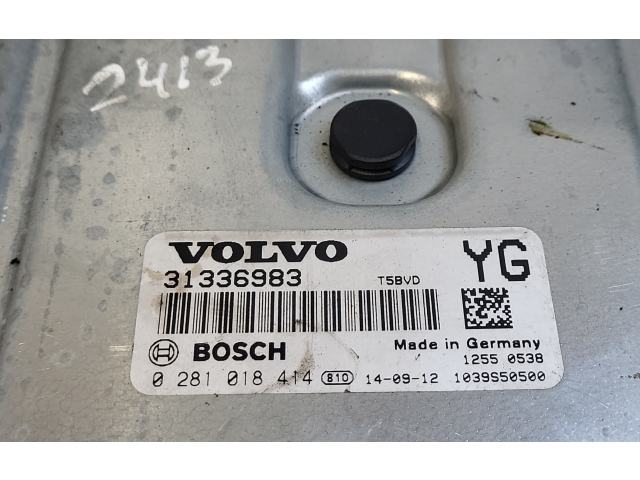 2413
VOLVO YG
31336983 T5BVD
BOSCH Made in Germany
1255 0538
0 281 018 414 B10 14-09-12 1039S50500